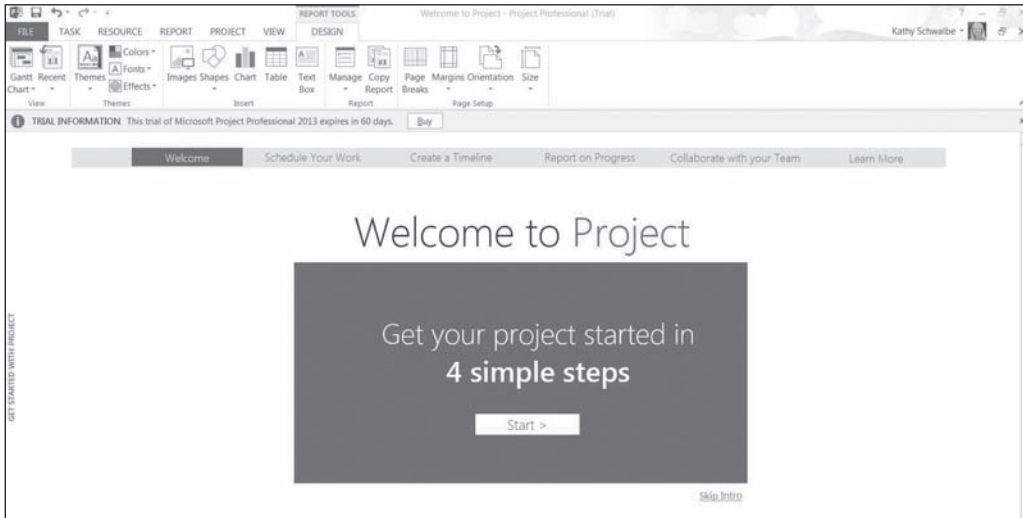 REPORT TOOLS
Welcome to Project - Project Professional (Trial)
FILE TASK RESOURCE REPORT PROJECT VIEW DESIGN
Kathy Schwalbe
Gantt Chart
Recent
Themes
Colors
Fonts
Effects
Images
Shapes
Chart
Table
Text Box
Manage
Copy Report
Page Breaks
Margins
Orientation
Size
View Themes Insert Report Page Setup
TRIAL INFORMATION This trial of Microsoft Project Professional 2013 expires in 60 days. Buy
Welcome Schedule Your Work Create a Timeline Report on Progress Collaborate with your Team Learn More
Welcome to Project
Get your project started in
4 simple steps
Start >
Skip Intro
GET STARTED WITH PROJECT